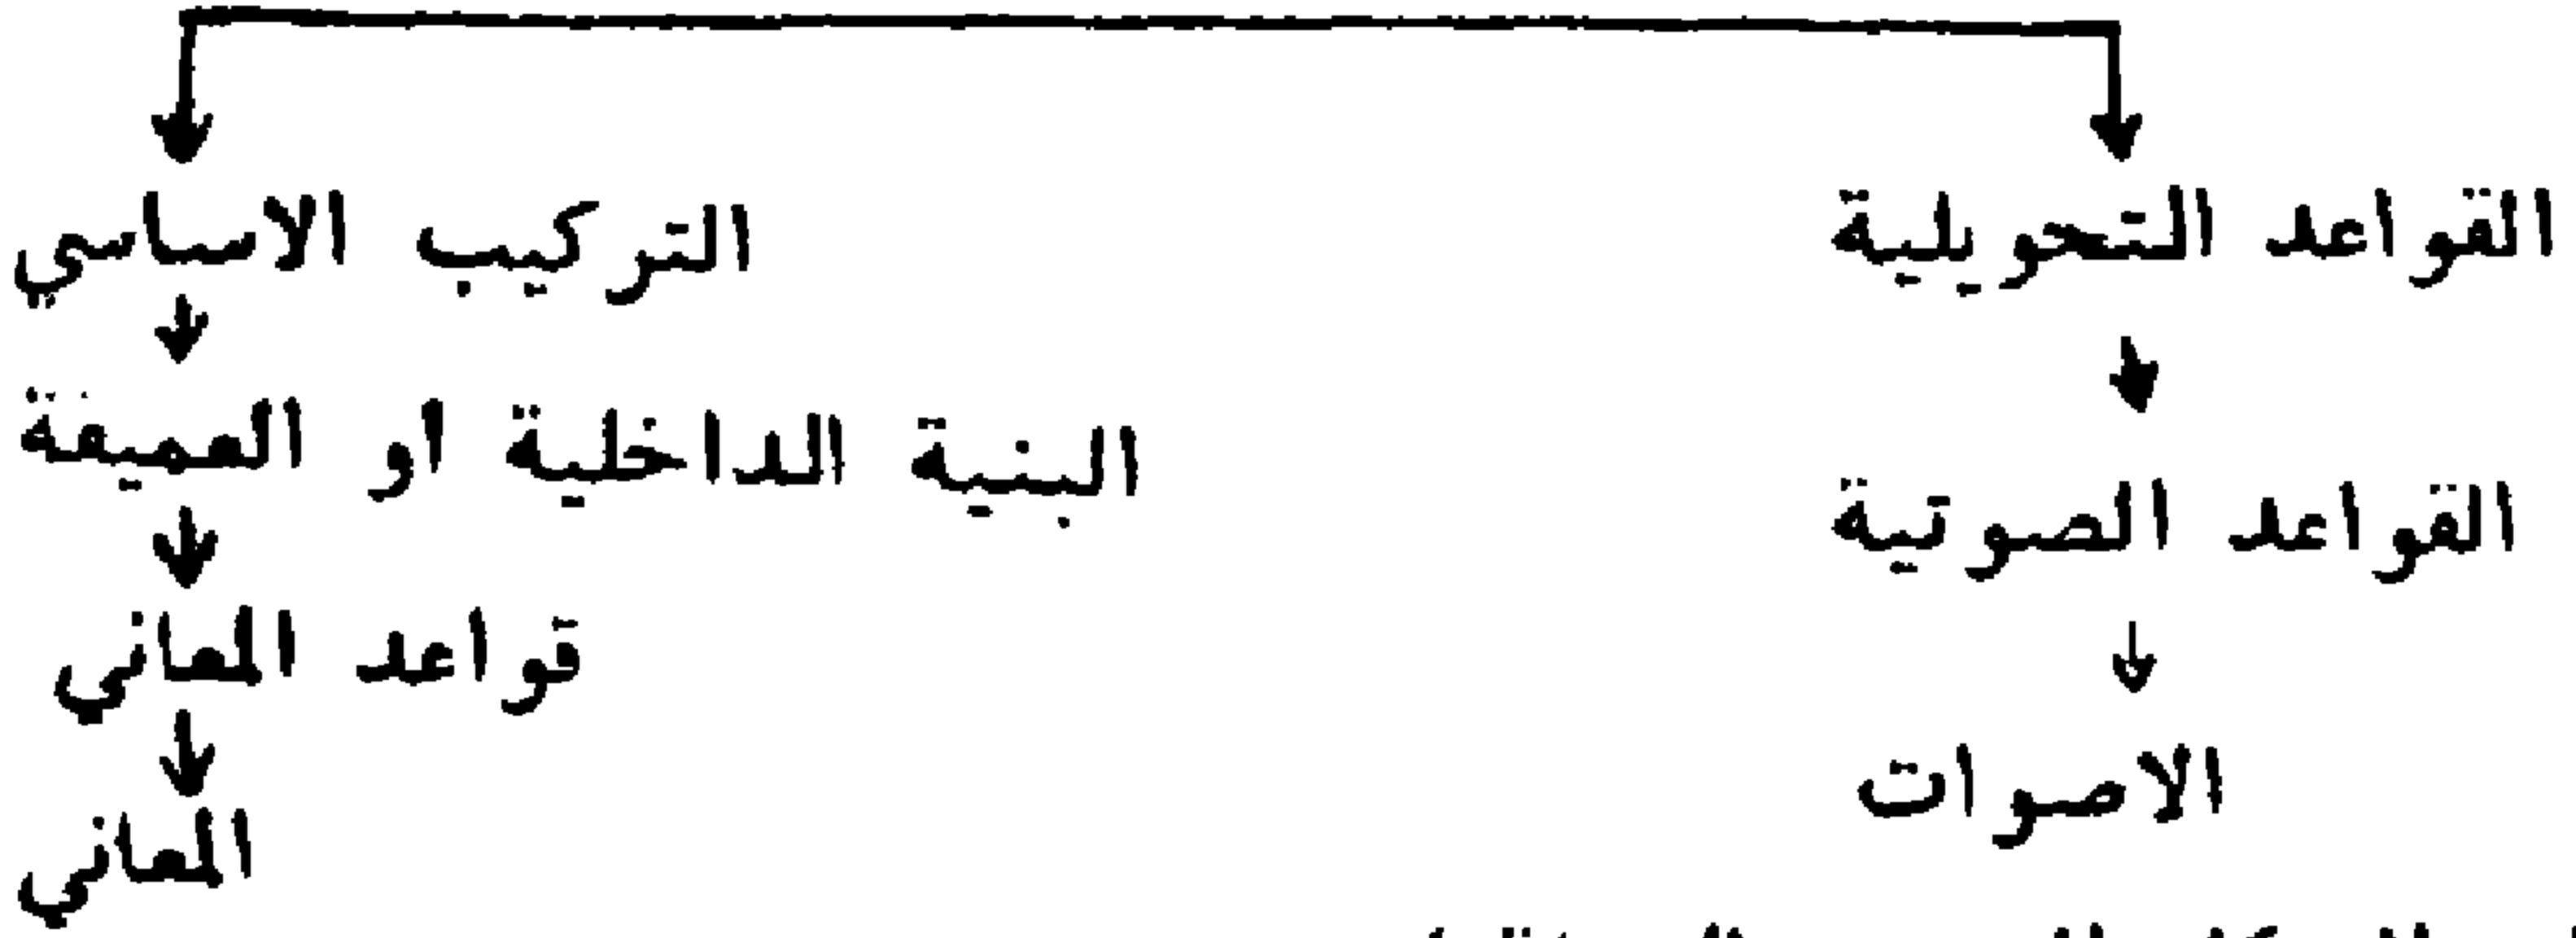 القواعد التحويلية
التركيب الاساسي
البنية الداخلية او العميقة
القواعد الصوتية
قواعد المعاني
الاصوات
المعاني